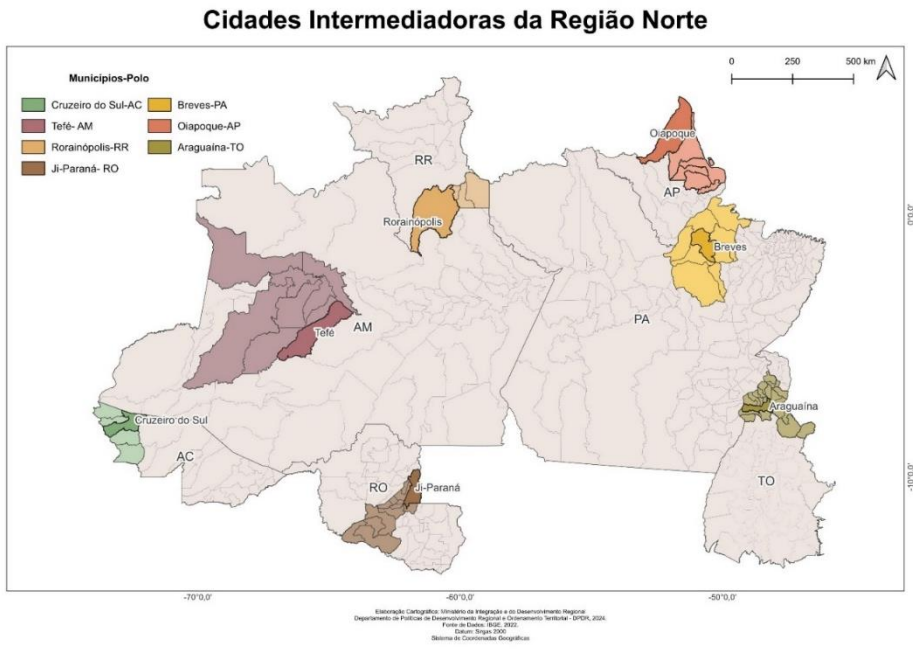 Cidades Intermediadoras da Região Norte
0 250 500 km
Municípios-Polo
Cruzeiro do Sul-AC
Breves-PA
Tefé- AM
Oiapoque-AP
Rorainópolis-RR
Araguaína-TO
Ji-Paraná- RO
Oiapoque
RR
AP
Rorainópolis
0°0,0'
Breves
PA
Tefé
AM
Araguaína
Cruzeiro do Sul
AC
RO
Ji-Paraná
TO
-10°0,0'
-70°0,0'
-60°0,0'
-50°0,0'
Elaboração Cartográfica: Ministério da Integração e do Desenvolvimento Regional
Departamento de Políticas de Desenvolvimento Regional e Ordenamento Territorial - DPDR, 2024.
Fonte de Dados: IBGE, 2022.
Datum: Sirgas 2000
Sistema de Coordenadas Geográficas